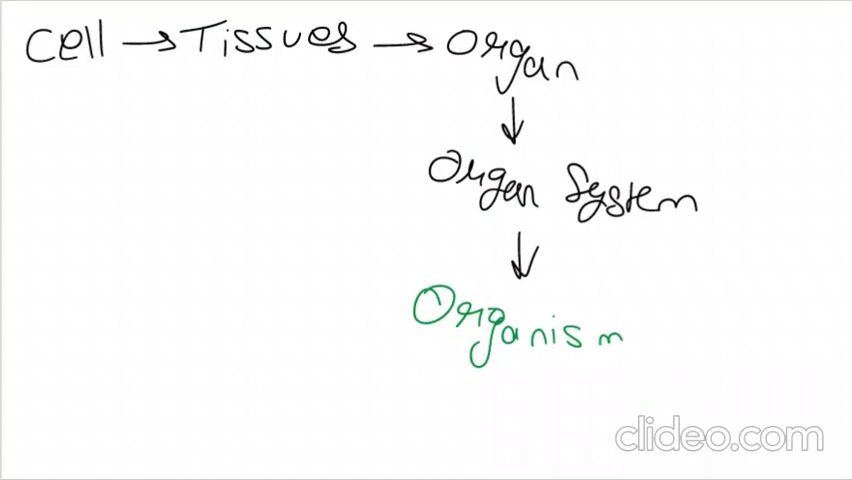 Cell → Tissues → Organ
↓
Organ System
↓
Organism
clideo.com